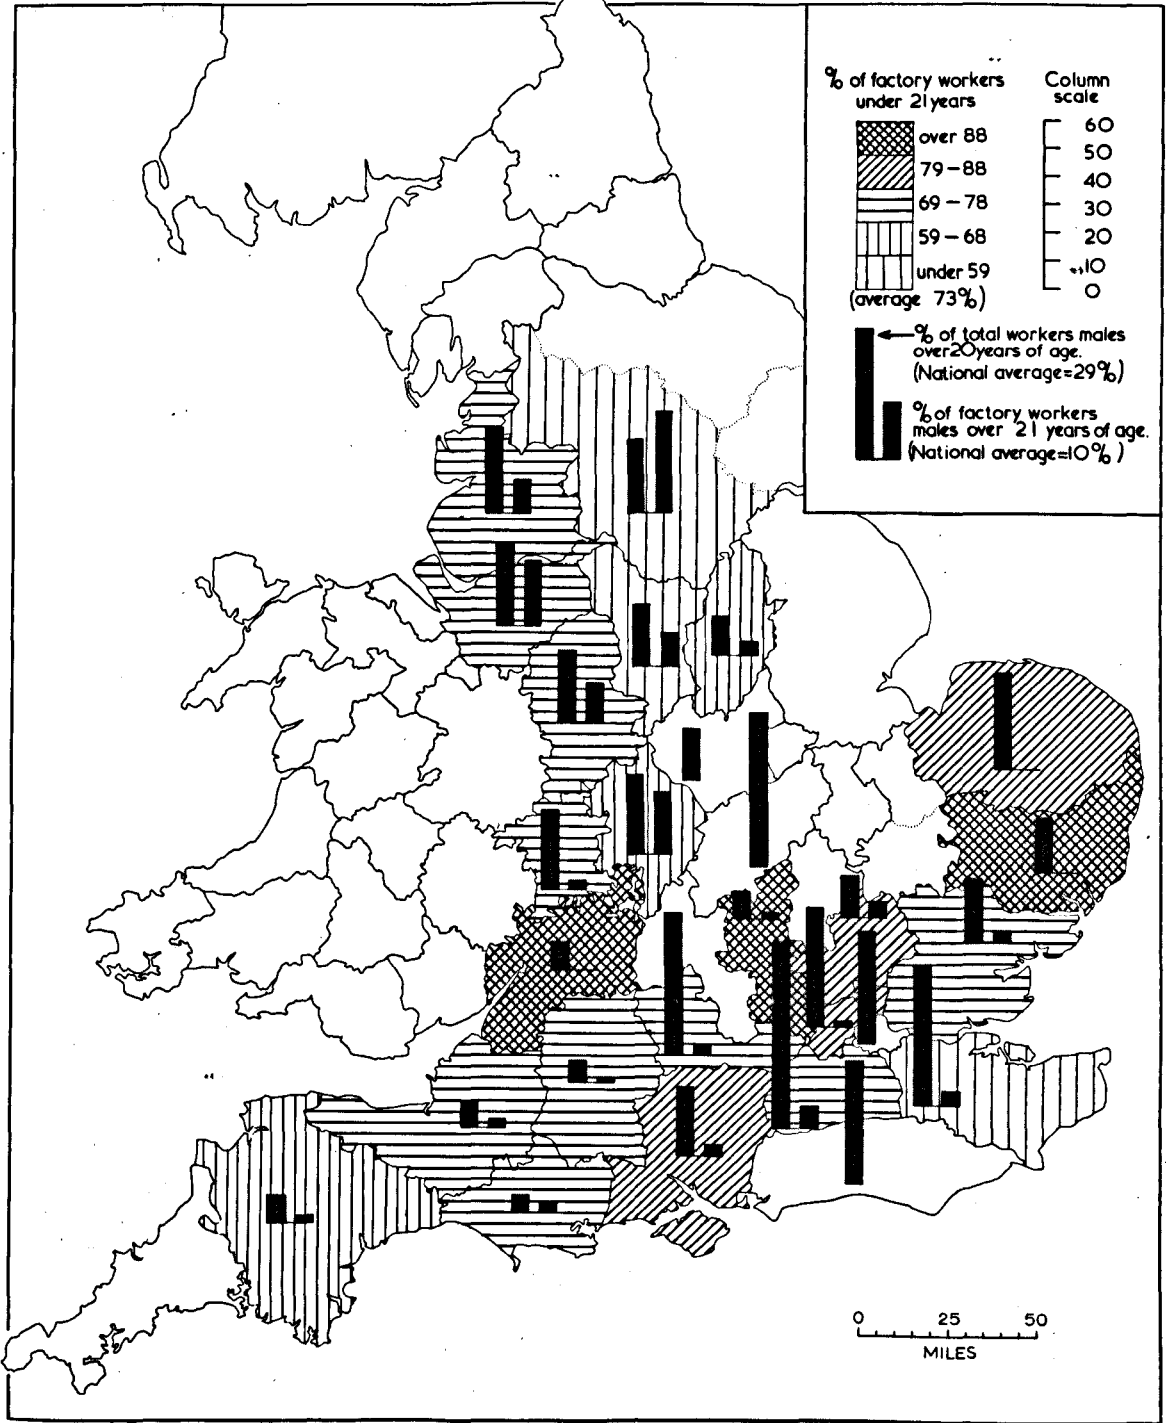 % of factory workers
under 21 years
over 88
79-88
69-78
59-68
under 59
(average 73%)
Column
scale
60
50
40
30
20
10
0
% of total workers males
over 20 years of age.
(National average=29%)
% of factory workers
males over 21 years of age.
(National average=10%)
0 25 50
MILES